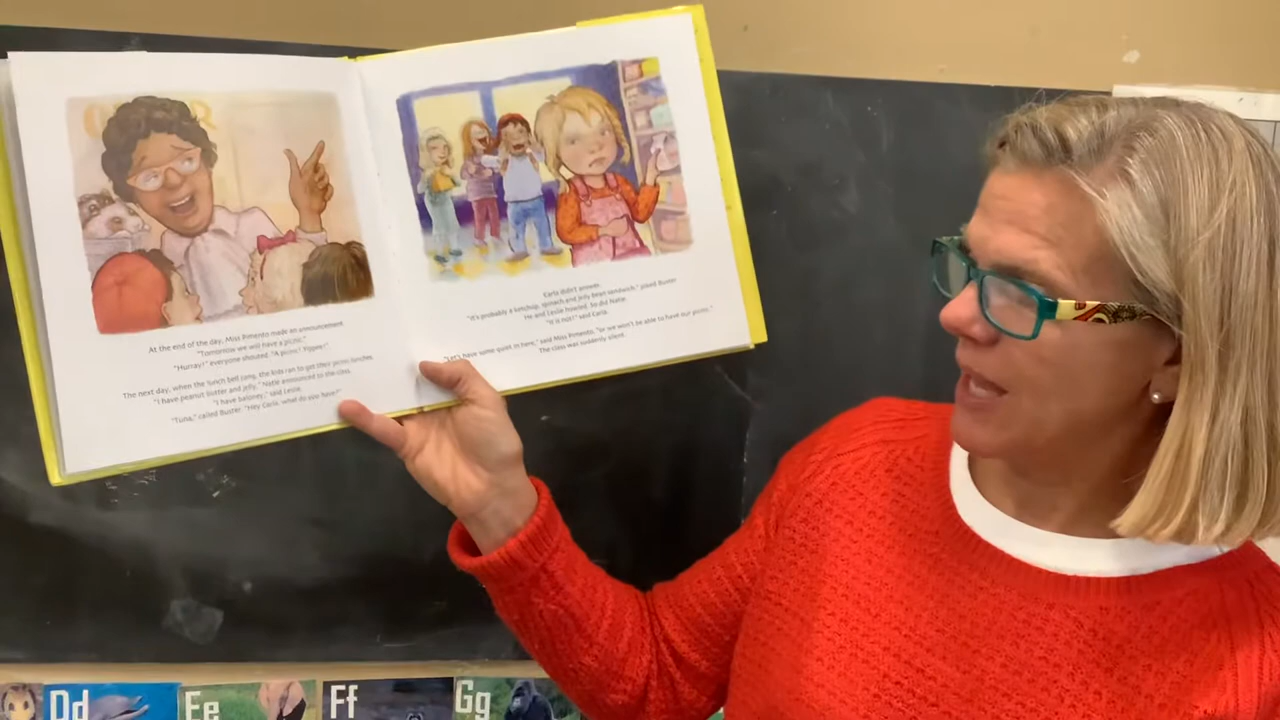 At the end of the day, Miss Pimento made an announcement.
"Tomorrow we will have a picnic."
"Hurray!" everyone shouted. "A picnic! Yippee!"
The next day, when the lunch bell rang, the kids ran to get their picnic lunches.
"I have peanut butter and jelly," Natie announced to the class.
"I have baloney," said Leslie.
"Tuna," called Buster. "Hey Carla, what do you have?"
Carla didn't answer.
"It's probably a ketchup, spinach and jelly bean sandwich," joked Buster.
He and Leslie howled. So did Natie.
"It is not!" said Carla.
"Let's have some quiet in here," said Miss Pimento, "or we won't be able to have our picnic."
The class was suddenly silent.
Dd
Ee
Ff
Gg